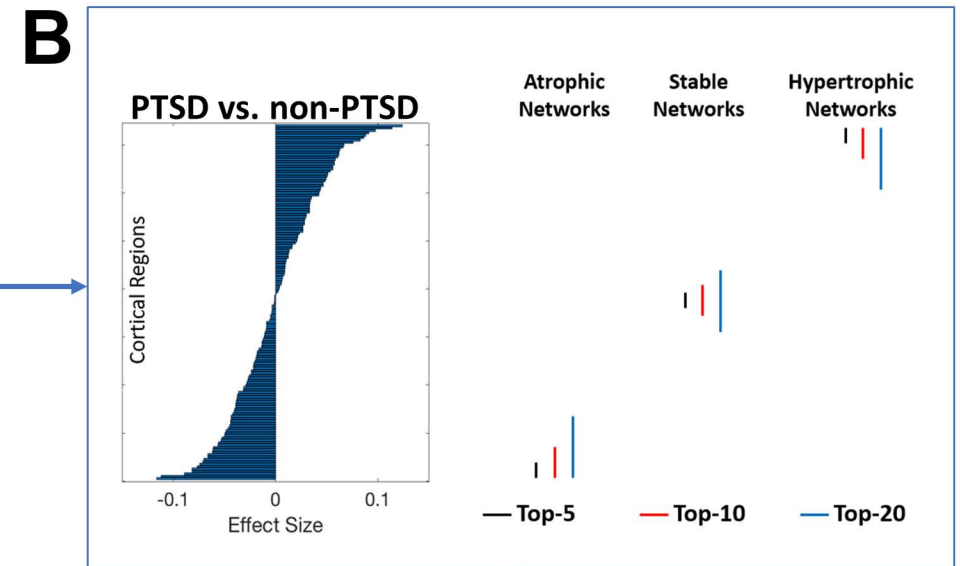 B
PTSD vs. non-PTSD
Cortical Regions
-0.1 0 0.1
Effect Size
Atrophic
Networks
Stable
Networks
Hypertrophic
Networks
Top-5 Top-10 Top-20